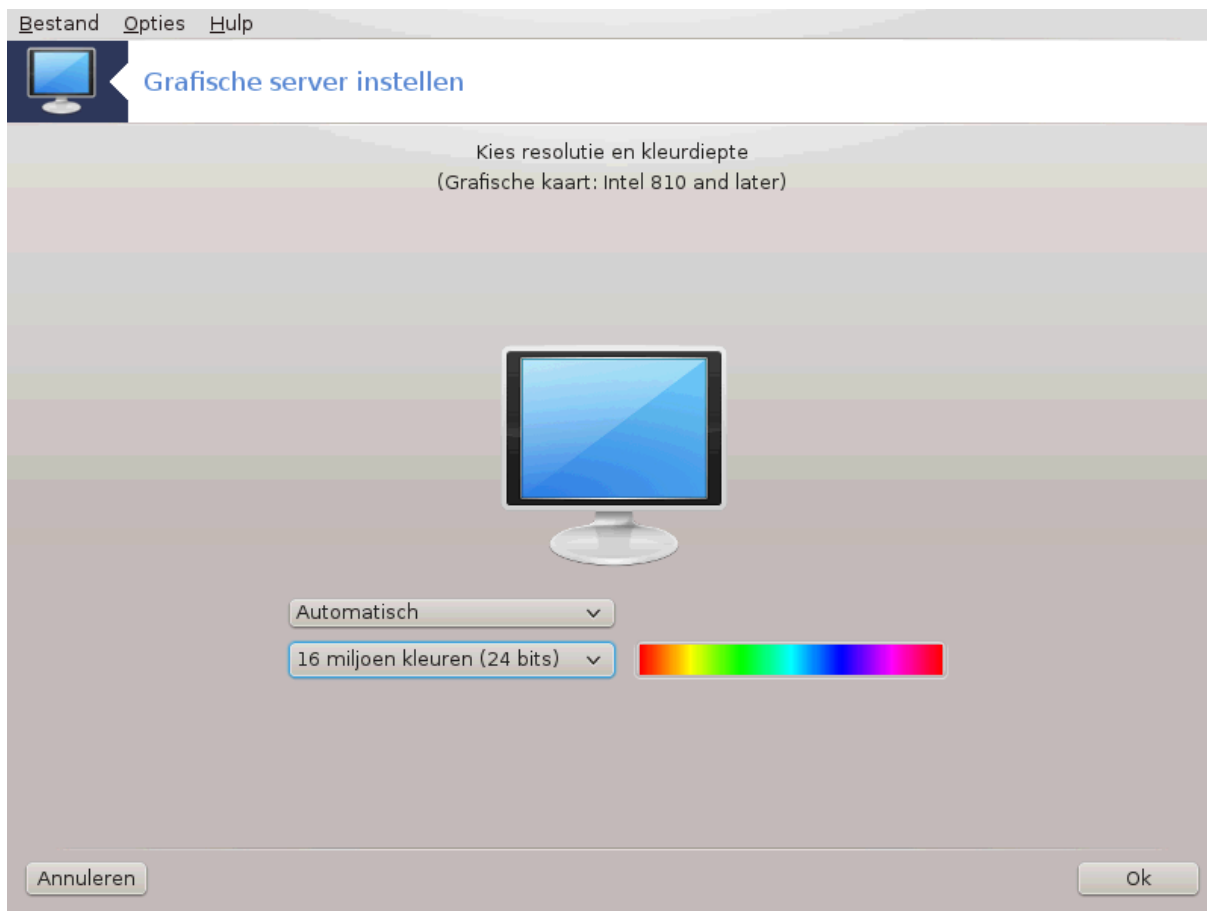 Bestand Opties Hulp
Grafische server instellen
Kies resolutie en kleurdiepte
(Grafische kaart: Intel 810 and later)
Automatisch
16 miljoen kleuren (24 bits)
Annuleren Ok